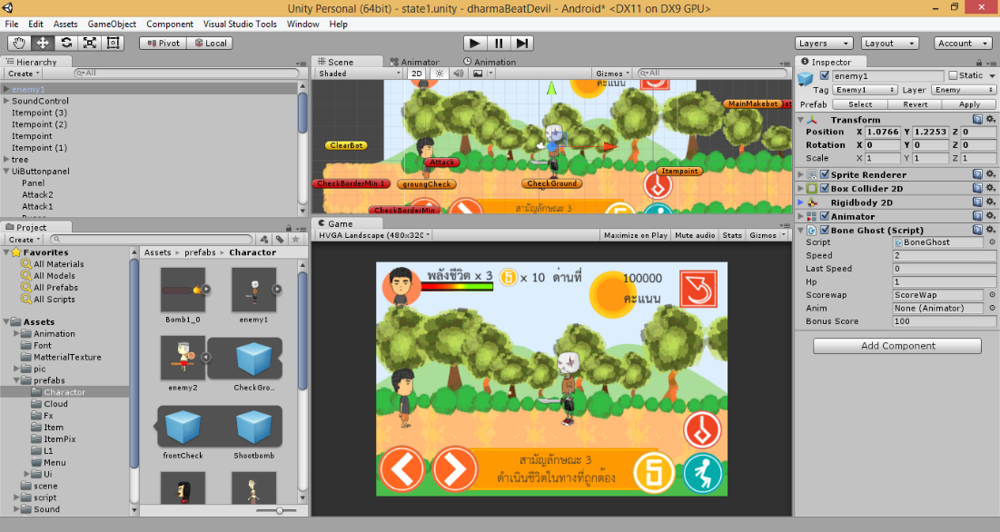 Unity Personal (64bit) - state1.unity - dharmaBeatDevil - Android* <DX11 on DX9 GPU>
File Edit Assets GameObject Component Visual Studio Tools Window Help
Pivot Local Layers Layout Account
Hierarchy
Create All
enemy1
SoundControl
Itempoint (3)
Itempoint (2)
Itempoint
Itempoint (1)
tree
UiButtonpanel
Panel
Attack2
Attack1
Scene Animator Animation
Shaded 2D Gizmos All
คะแนน
MainMakebot
ClearBot
Attack
Itempoint
CheckBorderMin 1 groungCheck CheckGround
CheckBorderMin
สามัญลักษณะ 3
Project
Create
Favorites
All Materials
All Models
All Prefabs
All Scripts
Assets
Animation
Font
MatterialTexture
pic
prefabs
Charactor
Cloud
Fx
Item
ItemPix
L1
Menu
Ui
scene
script
Sound
Assets prefabs Charactor
Bomb1_0 enemy1
enemy2 CheckGro...
frontCheck Shootbomb
Game
HVGA Landscape (480x32C Maximize on Play Mute audio Stats Gizmos
พลังชีวิต x 3 5 x 10 ด่านที่ 100000
คะแนน
สามัญลักษณะ 3
ดำเนินชีวิตในทางที่ถูกต้อง
5
Inspector
enemy1 Static
Tag Enemy1 Layer Enemy
Prefab Select Revert Apply
Transform
Position X 1.0766 Y 1.2253 Z 0
Rotation X 0 Y 0 Z 0
Scale X 1 Y 1 Z 1
Sprite Renderer
Box Collider 2D
Rigidbody 2D
Animator
Bone Ghost (Script)
Script BoneGhost
Speed 2
Last Speed 0
Hp 1
Scorewap ScoreWap
Anim None (Animator)
Bonus Score 100
Add Component